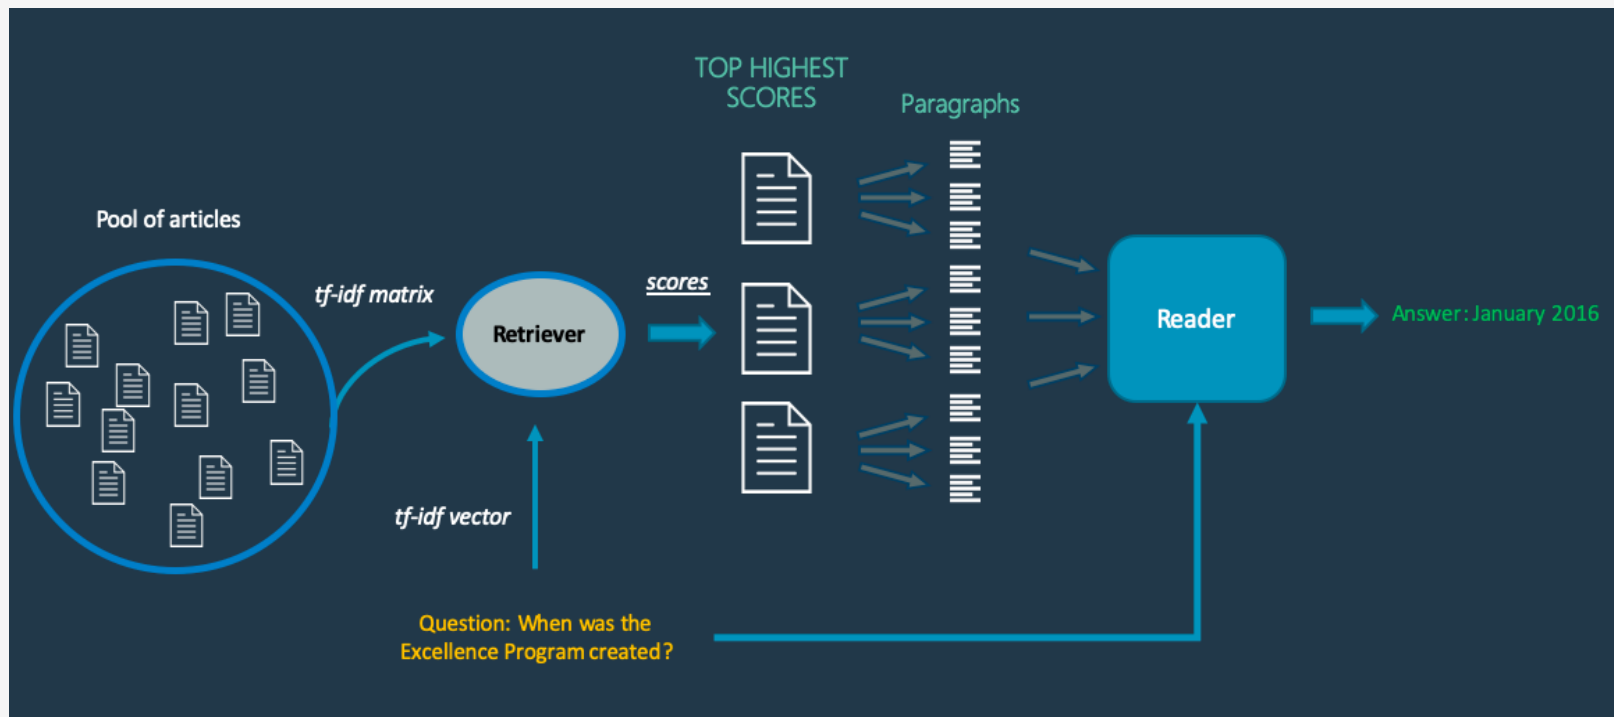 Pool of articles
tf-idf matrix
Retriever
tf-idf vector
Question: When was the
Excellence Program created?
scores
TOP HIGHEST
SCORES
Paragraphs
Reader
Answer: January 2016